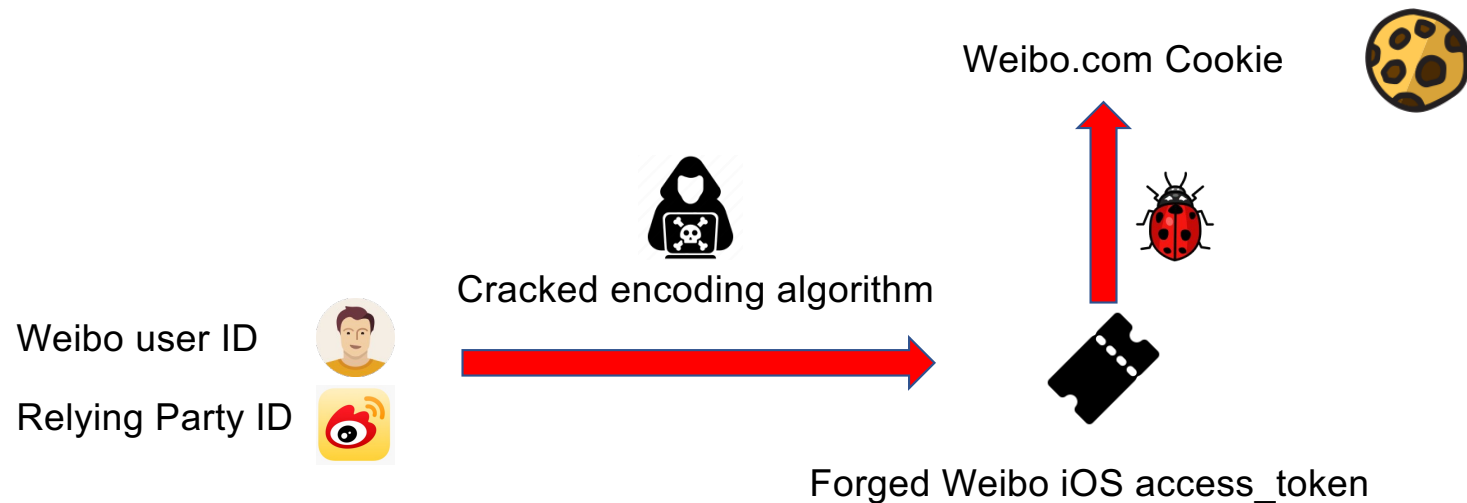 Weibo.com Cookie
Cracked encoding algorithm
Weibo user ID
Relying Party ID
Forged Weibo iOS access_token